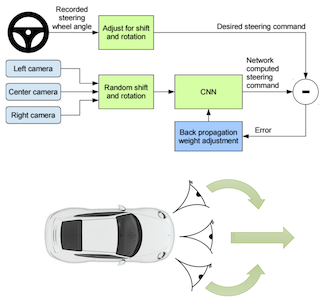 Recorded
steering
wheel angle
Adjust for shift
and rotation
Desired steering command
Left camera
Center camera
Right camera
Random shift
and rotation
CNN
Network
computed
steering
command
-
Back propagation
weight adjustment
Error